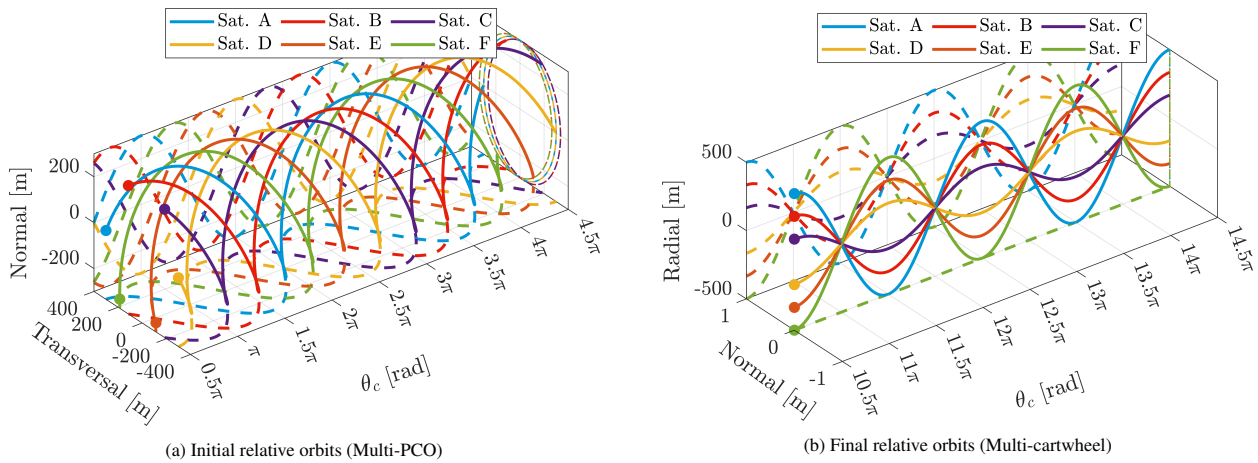 Sat. A Sat. B Sat. C
Sat. D Sat. E Sat. F
Normal [m]
200
0
-200
400
200
0
-200
-400
Transversal [m]
0.5π
π
1.5π
2π
2.5π
3π
3.5π
4π
4.5π
θc [rad]
(a) Initial relative orbits (Multi-PCO)
Sat. A Sat. B Sat. C
Sat. D Sat. E Sat. F
Radial [m]
500
0
-500
1
0
-1
Normal [m]
10.5π
11π
11.5π
12π
12.5π
13π
13.5π
14π
14.5π
θc [rad]
(b) Final relative orbits (Multi-cartwheel)